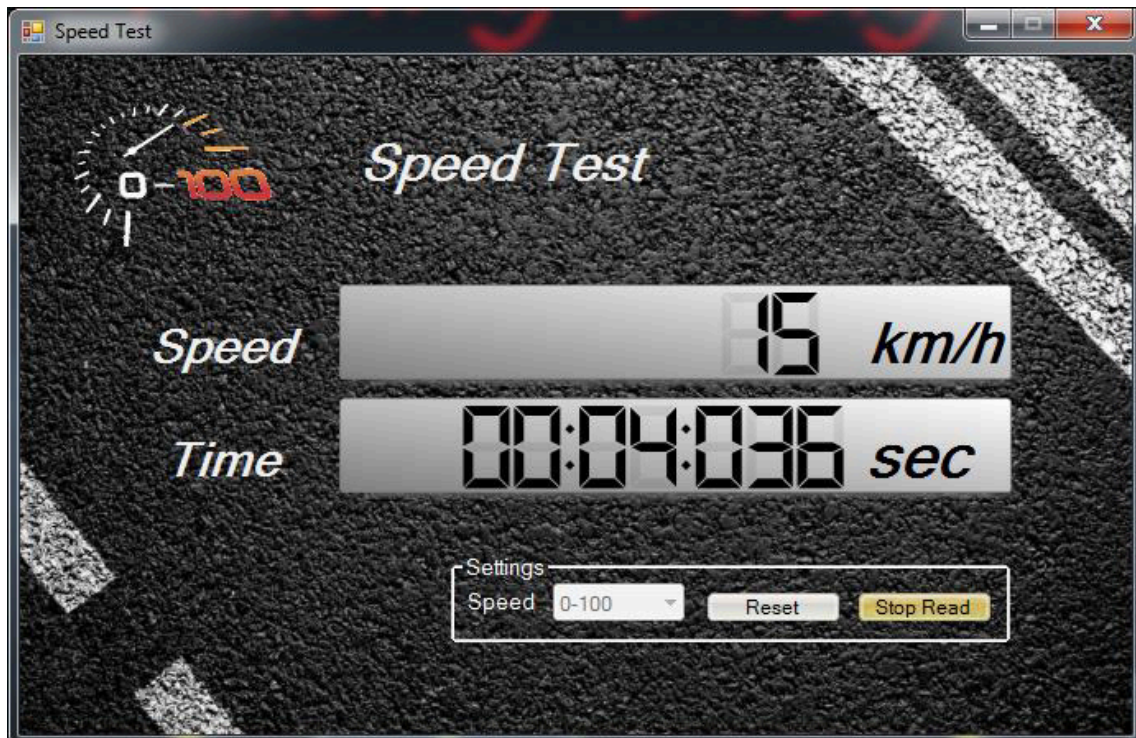 Speed Test
0-100
Speed Test
Speed 15 km/h
Time 00:04:036 sec
Settings
Speed 0-100 Reset Stop Read